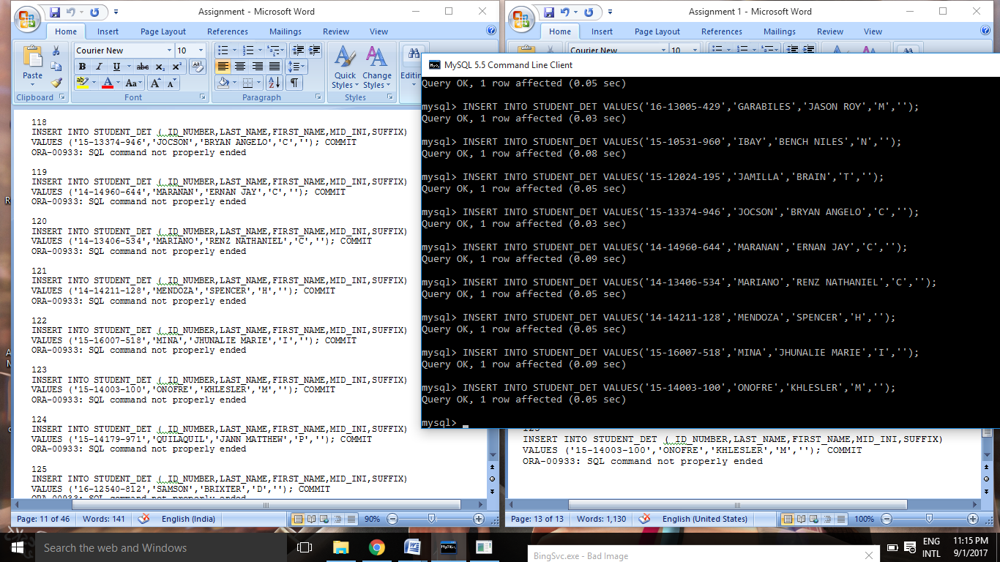 Assignment - Microsoft Word
Home Insert Page Layout References Mailings Review View
Courier New 10
Paste
Quick Styles
Change Styles
Editin
Clipboard Font Paragraph Styles
118
INSERT INTO STUDENT_DET ( ID_NUMBER,LAST_NAME,FIRST_NAME,MID_INI,SUFFIX)
VALUES ('15-13374-946','JOCSON','BRYAN ANGELO','C',''); COMMIT
ORA-00933: SQL command not properly ended
119
INSERT INTO STUDENT_DET ( ID_NUMBER,LAST_NAME,FIRST_NAME,MID_INI,SUFFIX)
VALUES ('14-14960-644','MARANAN','ERNAN JAY','C',''); COMMIT
ORA-00933: SQL command not properly ended
120
INSERT INTO STUDENT_DET ( ID_NUMBER,LAST_NAME,FIRST_NAME,MID_INI,SUFFIX)
VALUES ('14-13406-534','MARIANO','RENZ NATHANIEL','C',''); COMMIT
ORA-00933: SQL command not properly ended
121
INSERT INTO STUDENT_DET ( ID_NUMBER,LAST_NAME,FIRST_NAME,MID_INI,SUFFIX)
VALUES ('14-14211-128','MENDOZA','SPENCER','H',''); COMMIT
ORA-00933: SQL command not properly ended
122
INSERT INTO STUDENT_DET ( ID_NUMBER,LAST_NAME,FIRST_NAME,MID_INI,SUFFIX)
VALUES ('15-16007-518','MINA','JHUNALIE MARIE','I',''); COMMIT
ORA-00933: SQL command not properly ended
123
INSERT INTO STUDENT_DET ( ID_NUMBER,LAST_NAME,FIRST_NAME,MID_INI,SUFFIX)
VALUES ('15-14003-100','ONOFRE','KHLESLER','M',''); COMMIT
ORA-00933: SQL command not properly ended
124
INSERT INTO STUDENT_DET ( ID_NUMBER,LAST_NAME,FIRST_NAME,MID_INI,SUFFIX)
VALUES ('15-14179-971','QUILAQUIL','JANN MATTHEW','P',''); COMMIT
ORA-00933: SQL command not properly ended
125
INSERT INTO STUDENT_DET ( ID_NUMBER,LAST_NAME,FIRST_NAME,MID_INI,SUFFIX)
VALUES ('16-12540-812','SAMSON','BRIXTER','D',''); COMMIT
ORA-00933: SQL command not properly ended
Page: 11 of 46 Words: 141 English (India) 90%
Assignment 1 - Microsoft Word
Home Insert Page Layout References Mailings Review View
Courier New 10
MySQL 5.5 Command Line Client
Query OK, 1 row affected (0.05 sec)
mysql> INSERT INTO STUDENT_DET VALUES('16-13005-429','GARABILES','JASON ROY','M','');
Query OK, 1 row affected (0.03 sec)
mysql> INSERT INTO STUDENT_DET VALUES('15-10531-960','IBAY','BENCH NILES','N','');
Query OK, 1 row affected (0.08 sec)
mysql> INSERT INTO STUDENT_DET VALUES('15-12024-195','JAMILLA','BRAIN','T','');
Query OK, 1 row affected (0.05 sec)
mysql> INSERT INTO STUDENT_DET VALUES('15-13374-946','JOCSON','BRYAN ANGELO','C','');
Query OK, 1 row affected (0.03 sec)
mysql> INSERT INTO STUDENT_DET VALUES('14-14960-644','MARANAN','ERNAN JAY','C','');
Query OK, 1 row affected (0.09 sec)
mysql> INSERT INTO STUDENT_DET VALUES('14-13406-534','MARIANO','RENZ NATHANIEL','C','');
Query OK, 1 row affected (0.05 sec)
mysql> INSERT INTO STUDENT_DET VALUES('14-14211-128','MENDOZA','SPENCER','H','');
Query OK, 1 row affected (0.05 sec)
mysql> INSERT INTO STUDENT_DET VALUES('15-16007-518','MINA','JHUNALIE MARIE','I','');
Query OK, 1 row affected (0.09 sec)
mysql> INSERT INTO STUDENT_DET VALUES('15-14003-100','ONOFRE','KHLESLER','M','');
Query OK, 1 row affected (0.05 sec)
mysql> _
INSERT INTO STUDENT_DET ( ID_NUMBER,LAST_NAME,FIRST_NAME,MID_INI,SUFFIX)
VALUES ('15-14003-100','ONOFRE','KHLESLER','M',''); COMMIT
ORA-00933: SQL command not properly ended
Page: 13 of 13 Words: 1,130 English (United States) 100%
Search the web and Windows
BingSvc.exe - Bad Image
ENG
INTL
11:15 PM
9/1/2017